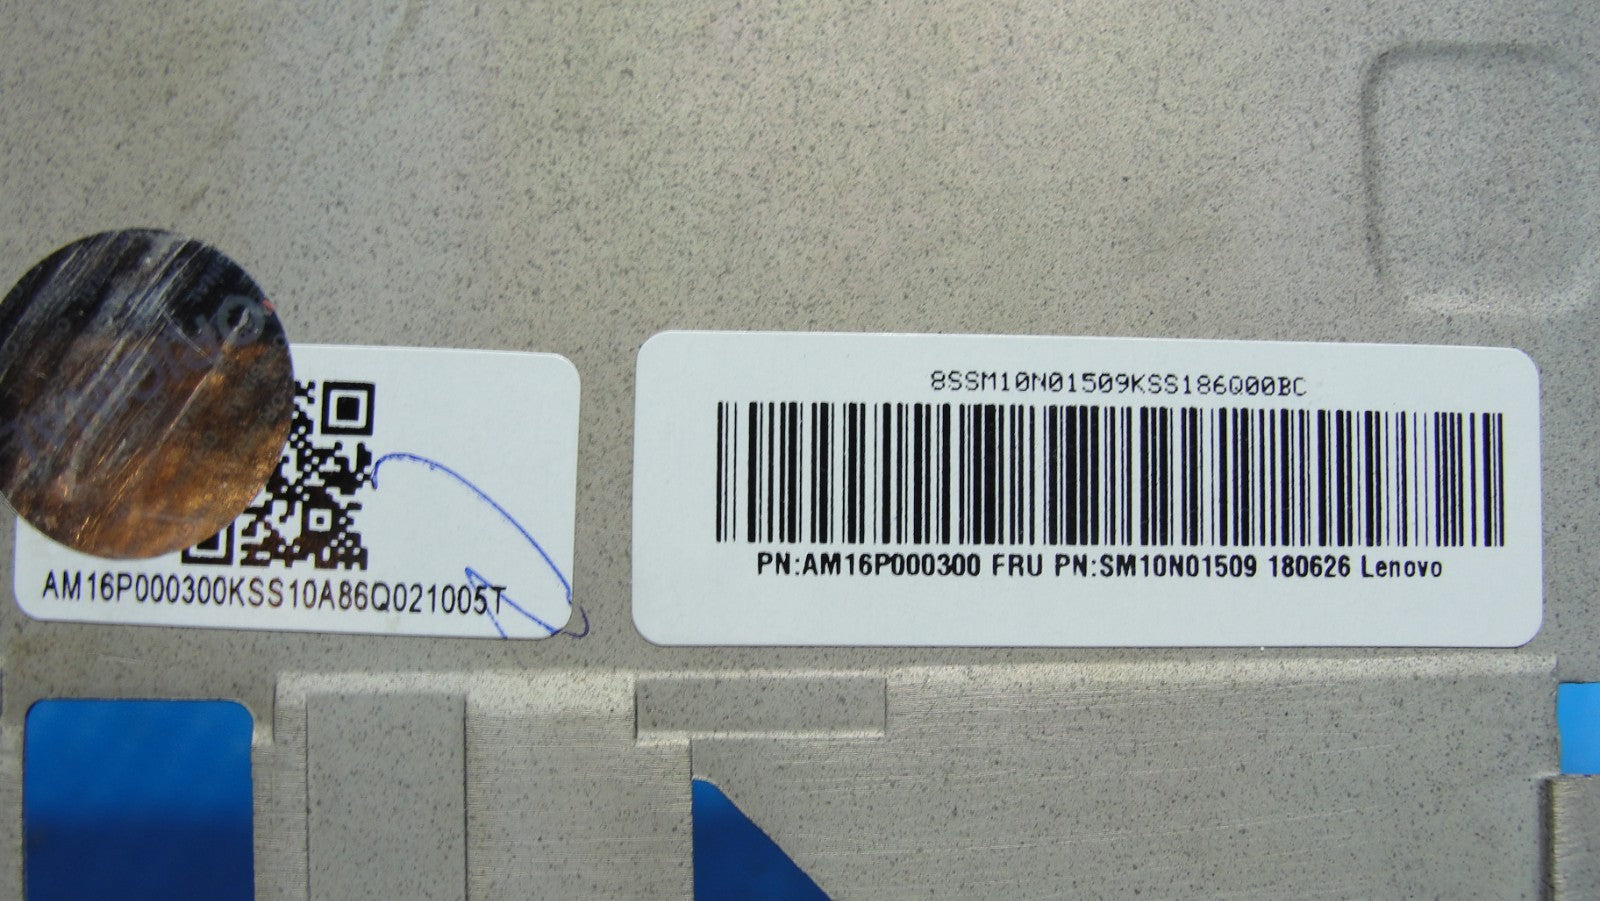 AM16P000300KSS10A86Q021005T
8SSM10N01509KSS186Q00BC
PN:AM16P000300 FRU PN:SM10N01509 180626 Lenovo